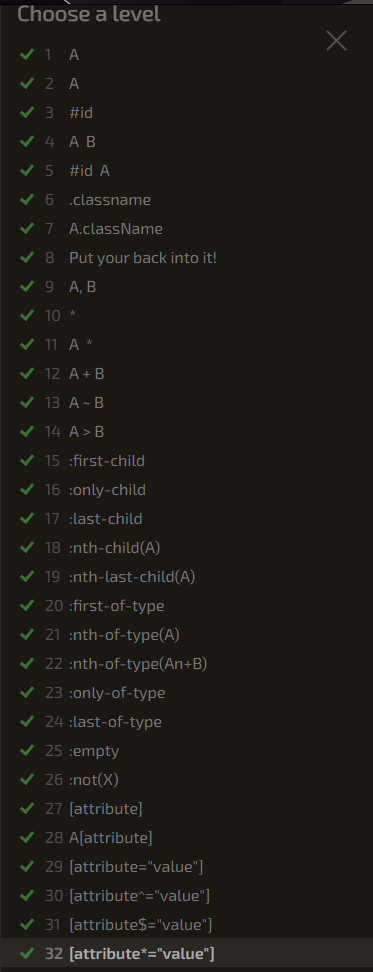 Choose a level
1 A
2 A
3 #id
4 A B
5 #id A
6 .classname
7 A.className
8 Put your back into it!
9 A, B
10 *
11 A *
12 A + B
13 A ~ B
14 A > B
15 :first-child
16 :only-child
17 :last-child
18 :nth-child(A)
19 :nth-last-child(A)
20 :first-of-type
21 :nth-of-type(A)
22 :nth-of-type(An+B)
23 :only-of-type
24 :last-of-type
25 :empty
26 :not(X)
27 [attribute]
28 A[attribute]
29 [attribute="value"]
30 [attribute^="value"]
31 [attribute$="value"]
32 [attribute*="value"]